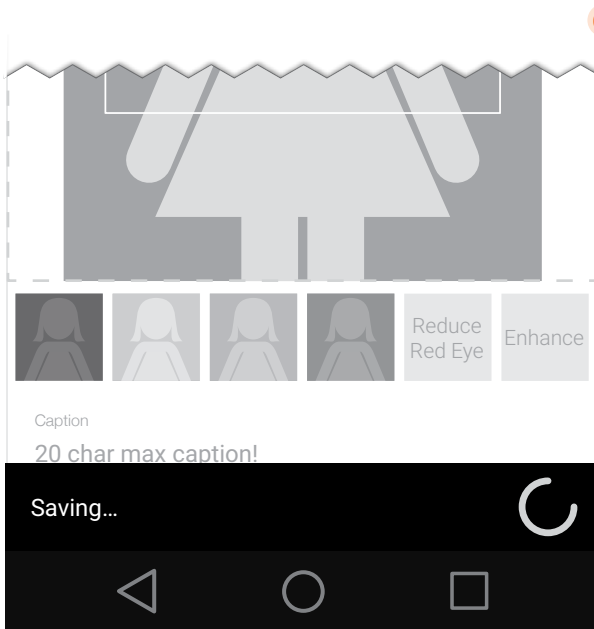 Reduce
Red Eye
Enhance
Caption
20 char max caption!
Saving...